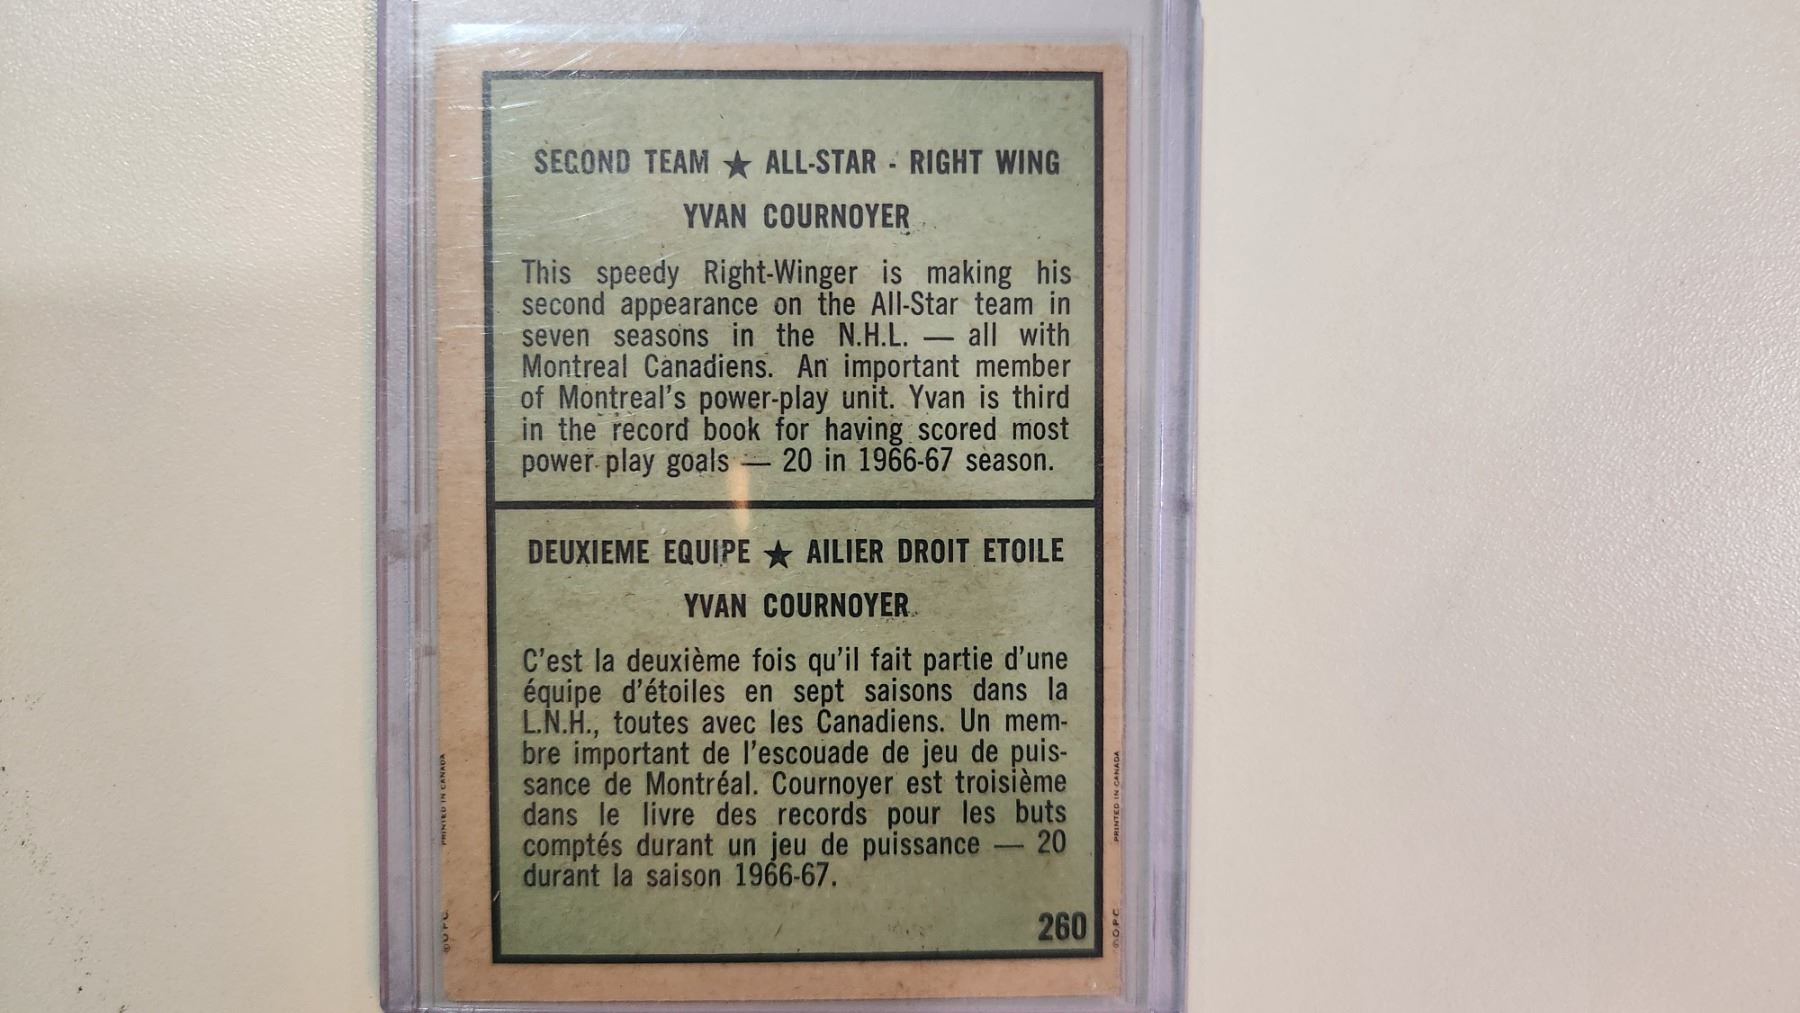 SECOND TEAM ★ ALL-STAR - RIGHT WING
YVAN COURNOYER
This speedy Right-Winger is making his
second appearance on the All-Star team in
seven seasons in the N.H.L. — all with
Montreal Canadiens. An important member
of Montreal's power-play unit. Yvan is third
in the record book for having scored most
power play goals — 20 in 1966-67 season.
DEUXIEME EQUIPE ★ AILIER DROIT ETOILE
YVAN COURNOYER
C'est la deuxième fois qu'il fait partie d'une
équipe d'étoiles en sept saisons dans la
L.N.H., toutes avec les Canadiens. Un mem-
bre important de l'escouade de jeu de puis-
sance de Montréal. Cournoyer est troisième
dans le livre des records pour les buts
comptés durant un jeu de puissance — 20
durant la saison 1966-67.
260
PRINTED IN CANADA
© O.P.C.
PRINTED IN CANADA
© O.P.C.